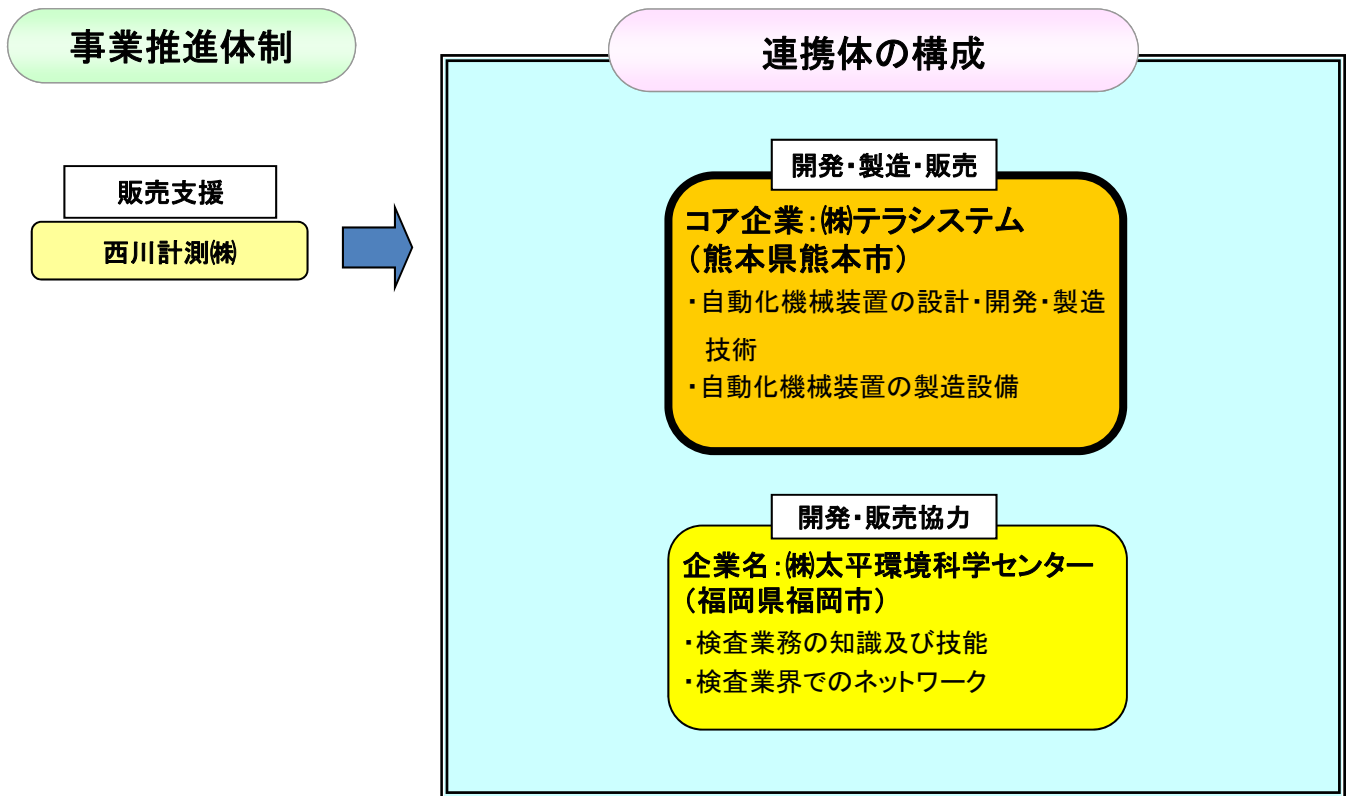 事業推進体制
連携体の構成
販売支援
西川計測㈱
開発・製造・販売
コア企業：㈱テラシステム
（熊本県熊本市）
・自動化機械装置の設計・開発・製造
技術
・自動化機械装置の製造設備
開発・販売協力
企業名：㈱太平環境科学センター
（福岡県福岡市）
・検査業務の知識及び技能
・検査業界でのネットワーク